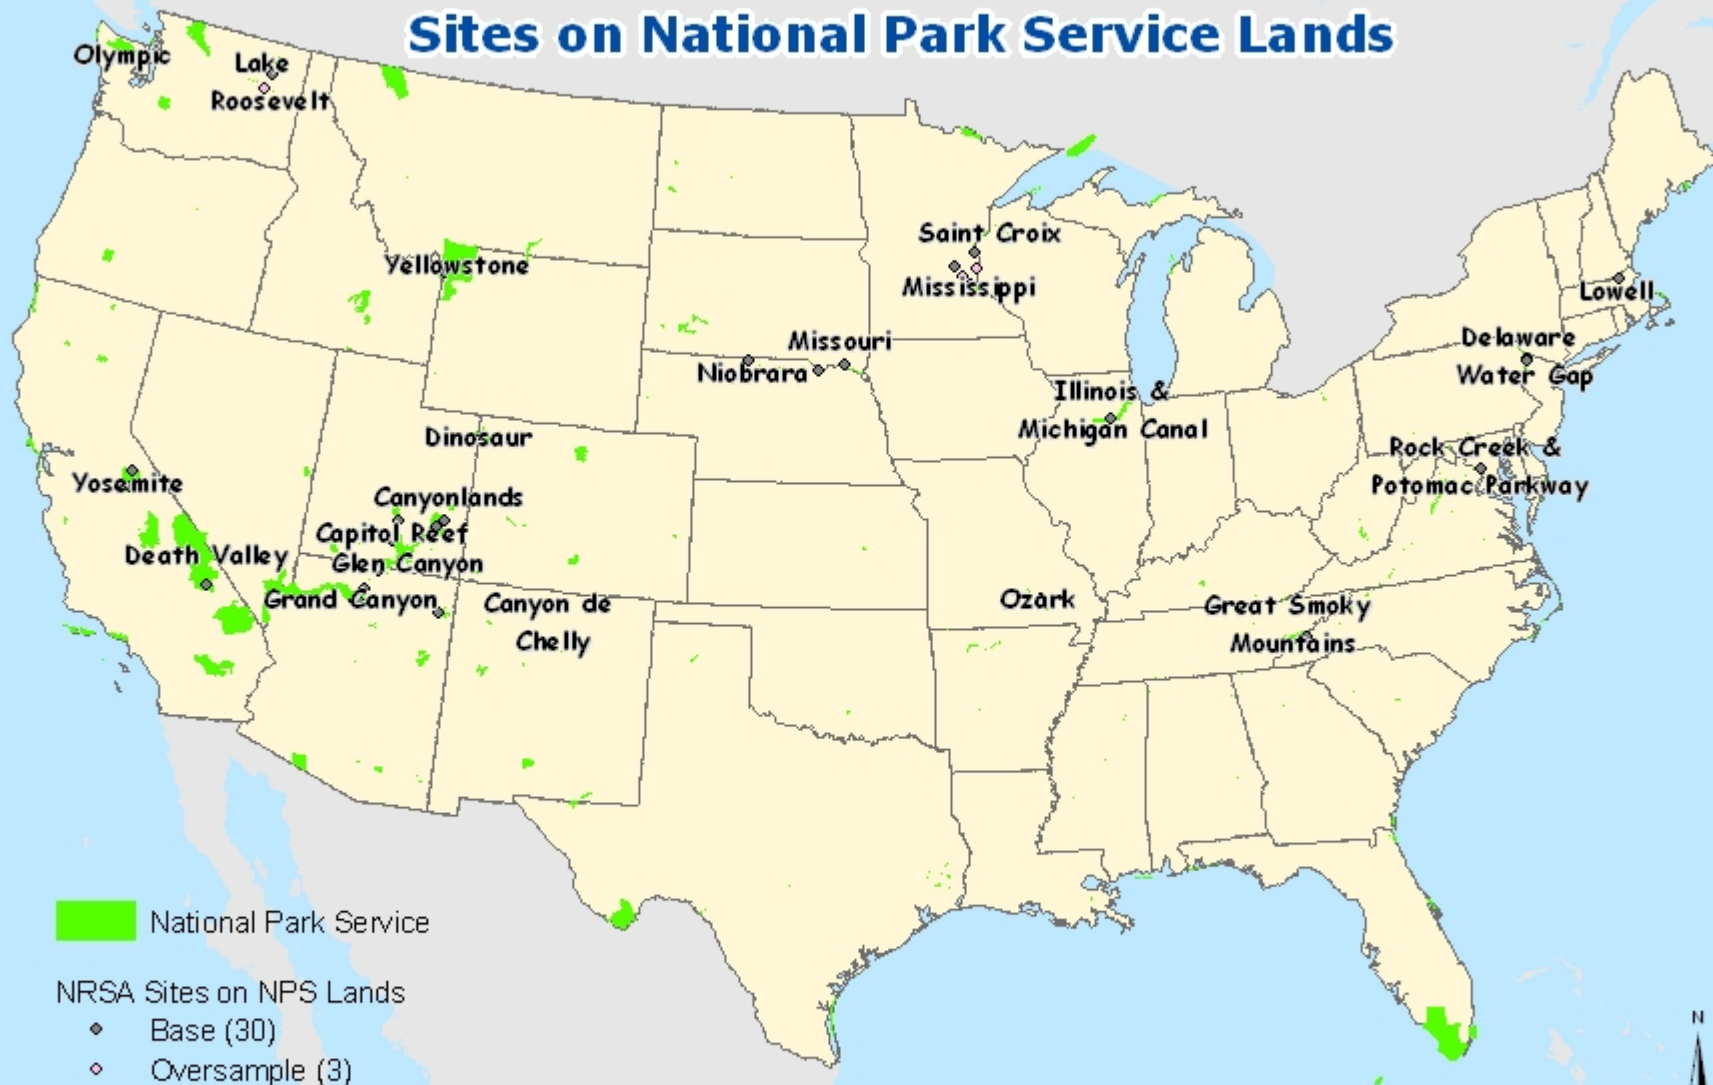 Sites on National Park Service Lands
Olympic
Lake
Roosevelt
Yellowstone
Saint Croix
Mississippi
Lowell
Missouri
Niobrara
Delaware
Water Gap
Illinois &
Michigan Canal
Dinosaur
Rock Creek &
Potomac Parkway
Yosemite
Canyonlands
Capitol Reef
Death Valley
Glen Canyon
Grand Canyon
Canyon de
Chelly
Ozark
Great Smoky
Mountains
National Park Service
NRSA Sites on NPS Lands
Base (30)
Oversample (3)
N